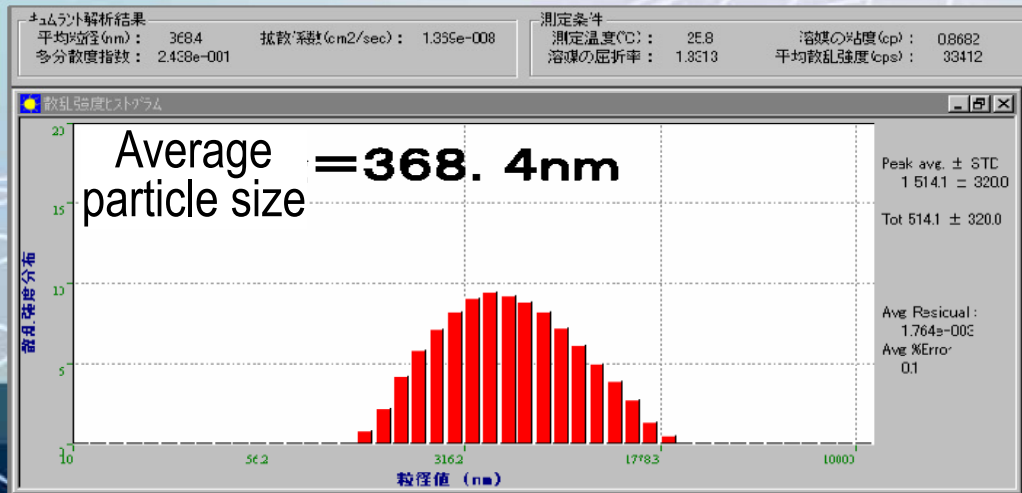 キュムラント解析結果
平均粒径(nm): 368.4 拡散係数(cm2/sec): 1.359e-008
多分散度指数: 2.438e-001
測定条件
測定温度(℃): 25.8 溶媒の粘度(cp): 0.8682
溶媒の屈折率: 1.3313 平均散乱強度(cps): 33412
散乱強度ヒストグラム
Average
particle size
=368. 4nm
Peak avg. ± STD
1 514.1 ± 320.0
Tot 514.1 ± 320.0
Avg Residual:
1.764e-003
Avg %Error
0.1
散乱強度分布
20
15
10
5
10 56.2 316.2 1778.3 10000
粒径値 (nm)